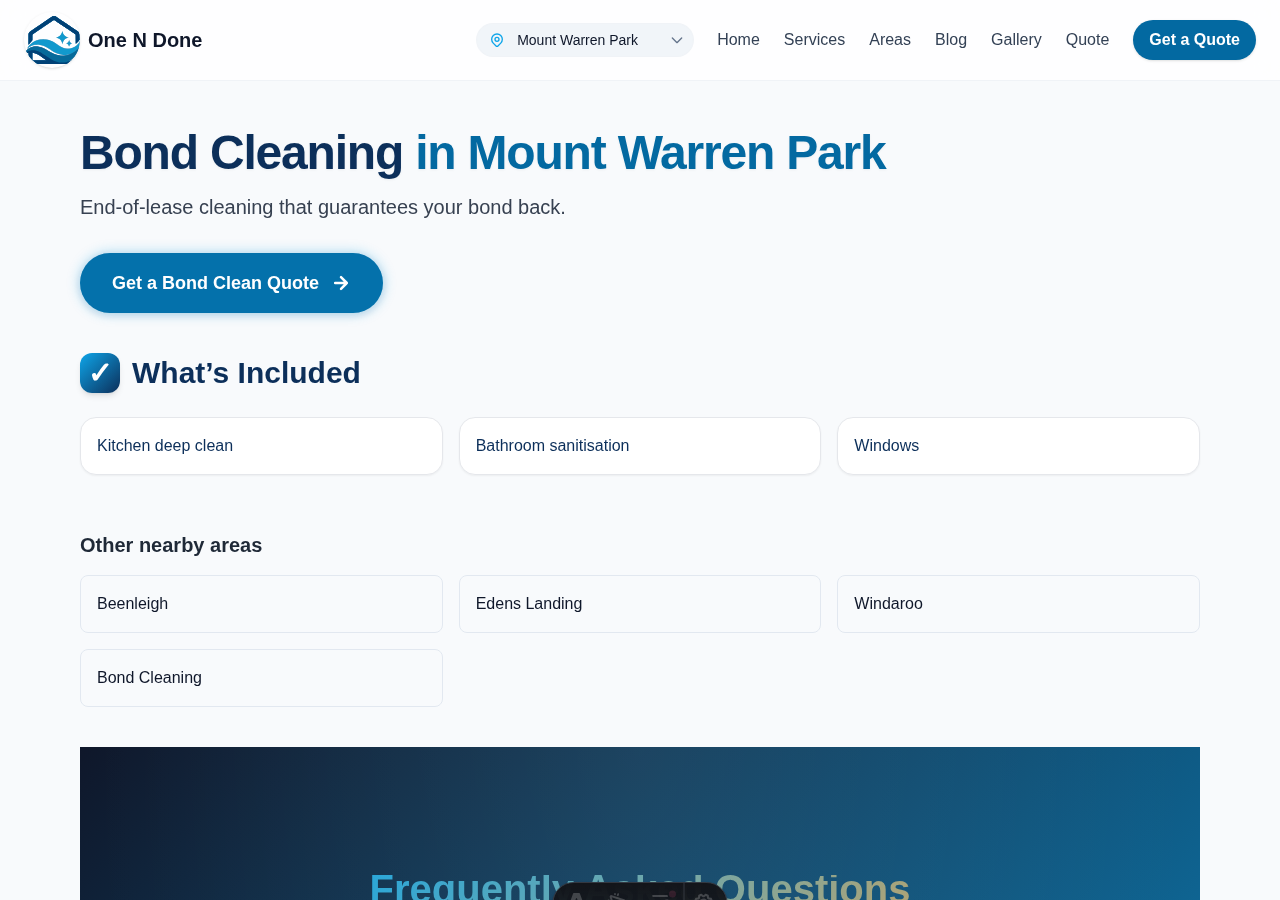 One N Done
Mount Warren Park
Home
Services
Areas
Blog
Gallery
Quote
Get a Quote
Bond Cleaning in Mount Warren Park
End-of-lease cleaning that guarantees your bond back.
Get a Bond Clean Quote
What’s Included
Kitchen deep clean
Bathroom sanitisation
Windows
Other nearby areas
Beenleigh
Edens Landing
Windaroo
Bond Cleaning
Frequently Asked Questions